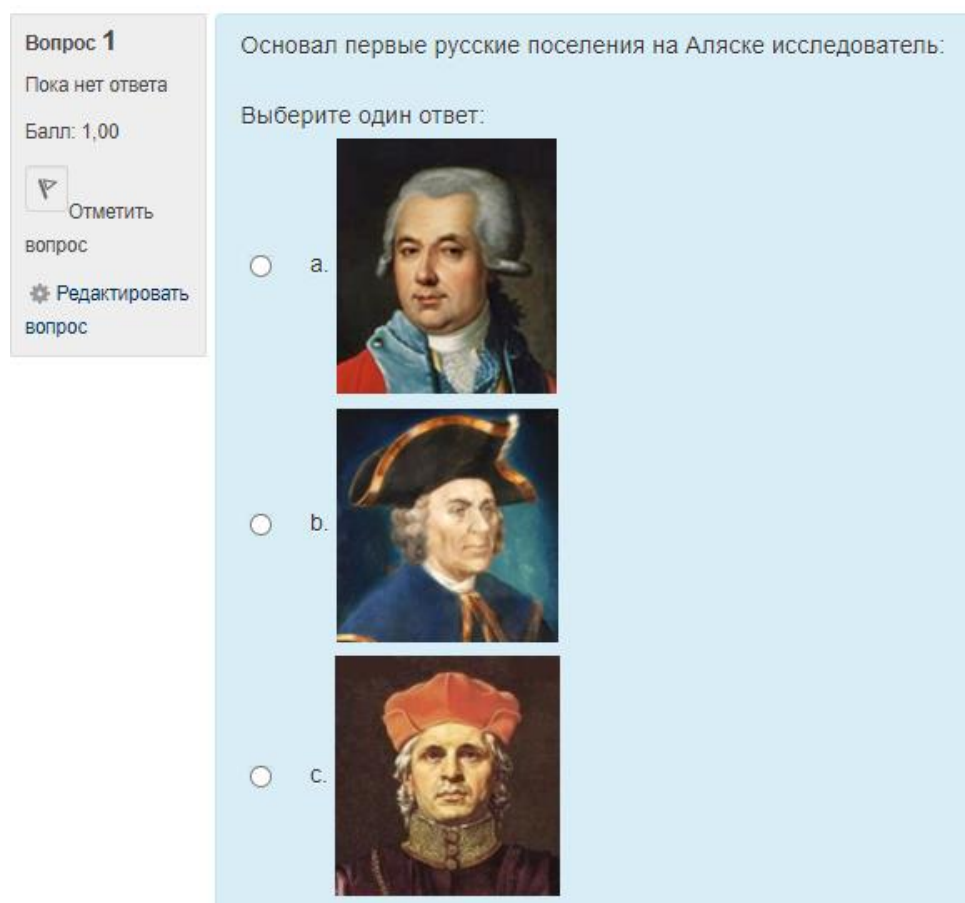 Вопрос 1
Пока нет ответа
Балл: 1,00
Отметить
вопрос
Редактировать
вопрос
Основал первые русские поселения на Аляске исследователь:
Выберите один ответ:
a.
b.
c.